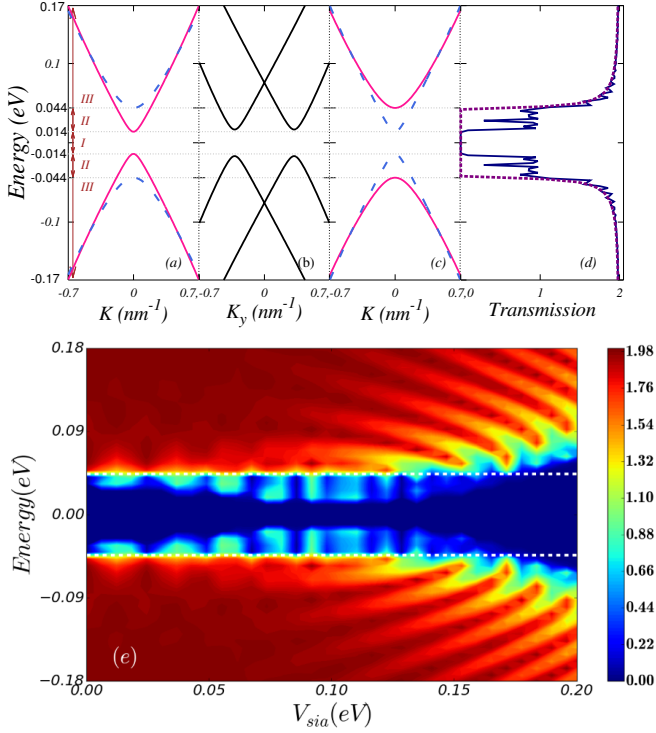 0.17
0.1
0.044
0.014
-0.014
-0.044
-0.1
-0.17
Energy (eV)
III
II
I
II
III
(a)
(b)
(c)
(d)
-0.7 0 0.7,-0.7 0 0.7,-0.7 0 0.7,0 1 2
K (nm⁻¹) K_y (nm⁻¹) K (nm⁻¹) Transmission
0.18
0.09
0.00
−0.09
−0.18
Energy(eV)
(e)
0.00 0.05 0.10 0.15 0.20
V_sia(eV)
1.98
1.76
1.54
1.32
1.10
0.88
0.66
0.44
0.22
0.00